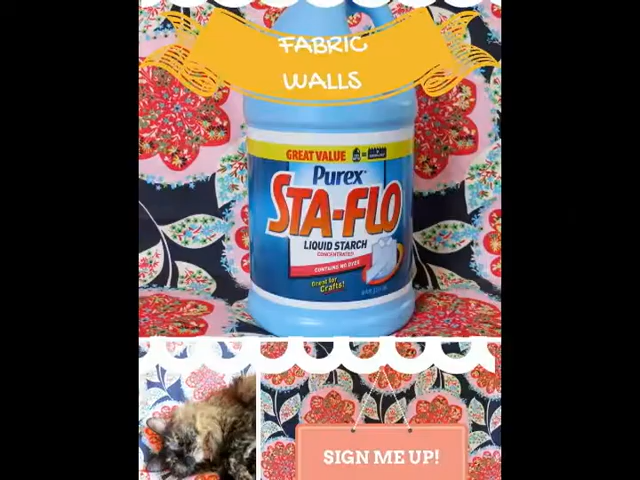 FABRIC
WALLS
GREAT VALUE
Purex
STA-FLO
LIQUID STARCH
CONCENTRATED
CONTAINS NO DYES
Great for
Crafts!
SIGN ME UP!